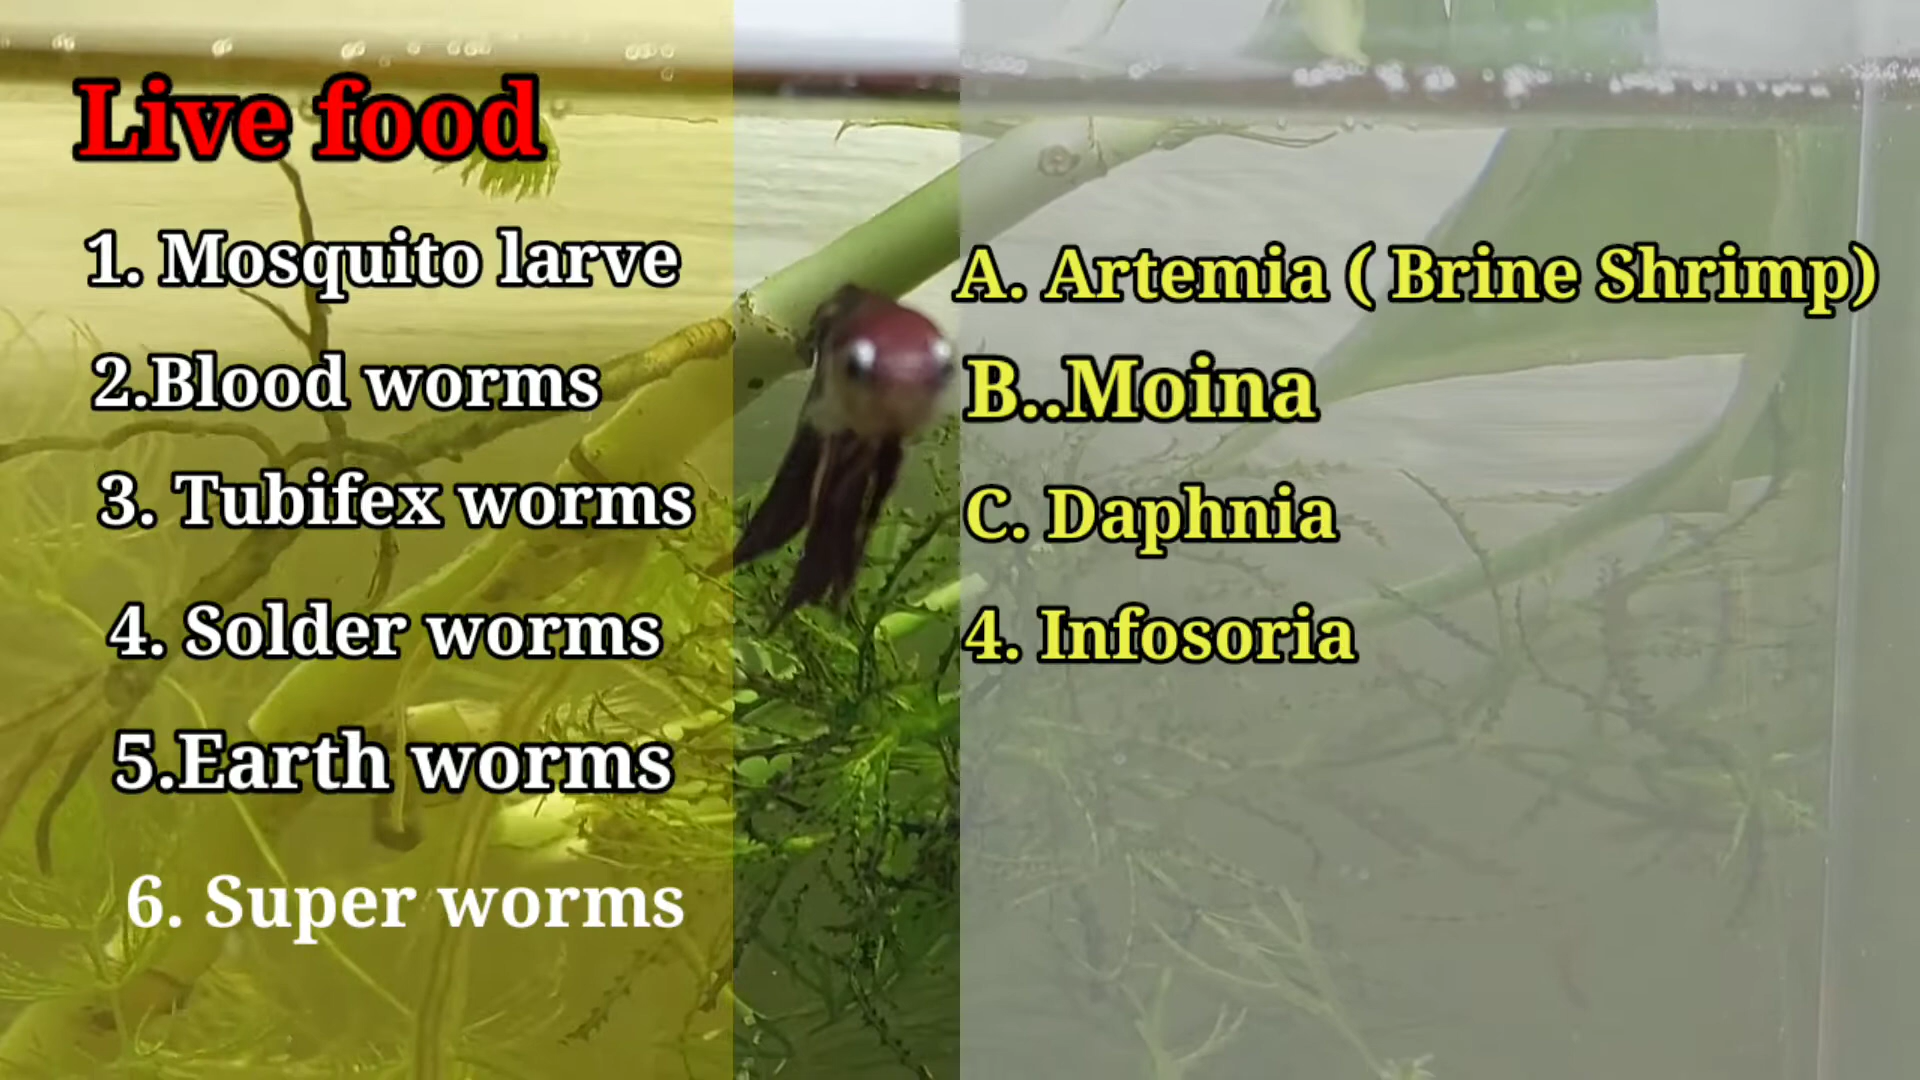 Live food
1. Mosquito larve
2.Blood worms
3. Tubifex worms
4. Solder worms
5.Earth worms
6. Super worms
A. Artemia ( Brine Shrimp)
B..Moina
C. Daphnia
4. Infosoria